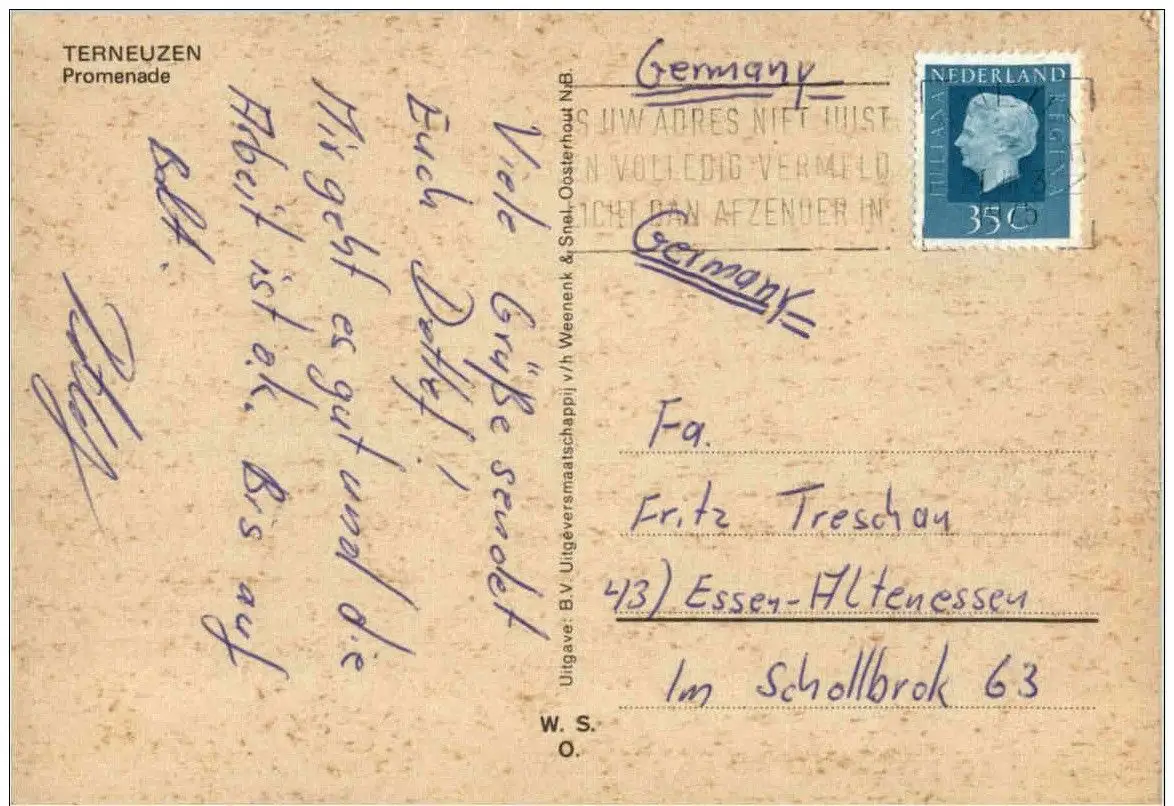 TERNEUZEN
Promenade
Viele Grüße sendet
Euch Detlef!
Mir geht es gut und die
Arbeit ist o.k. Bis auf
Bald.
Detlef
Uitgave: B.V. Uitgeversmaatschappij v/h Weenenk & Snel, Oosterhout N.B.
W. S.
O.
Germany
S UW ADRES NIET JUIST
EN VOLLEDIG VERMELD
LICHT DAN AFZENDER IN
NEDERLAND
JULIANA REGINA
35 C
Germany
Fa.
Fritz Treschau
43) Essen-Altenessen
Im Schollbrok 63